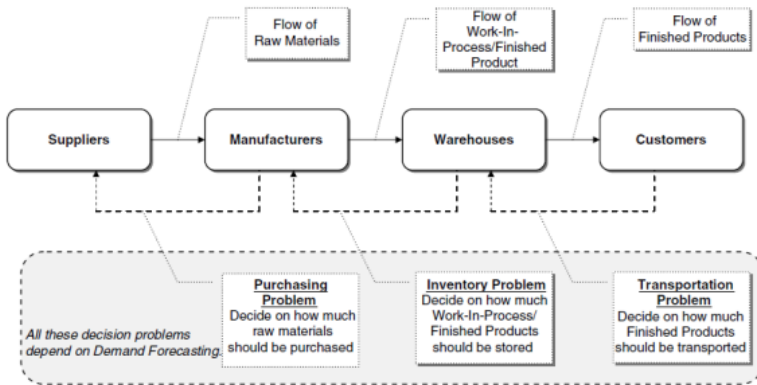 Flow of
Raw Materials
Flow of
Work-In-
Process/Finished
Product
Flow of
Finished Products
Suppliers
Manufacturers
Warehouses
Customers
Purchasing
Problem
Decide on how much
raw materials
should be purchased
Inventory Problem
Decide on how much
Work-In-Process/
Finished Products
should be stored
Transportation
Problem
Decide on how much
Finished Products
should be transported
All these decision problems
depend on Demand Forecasting.